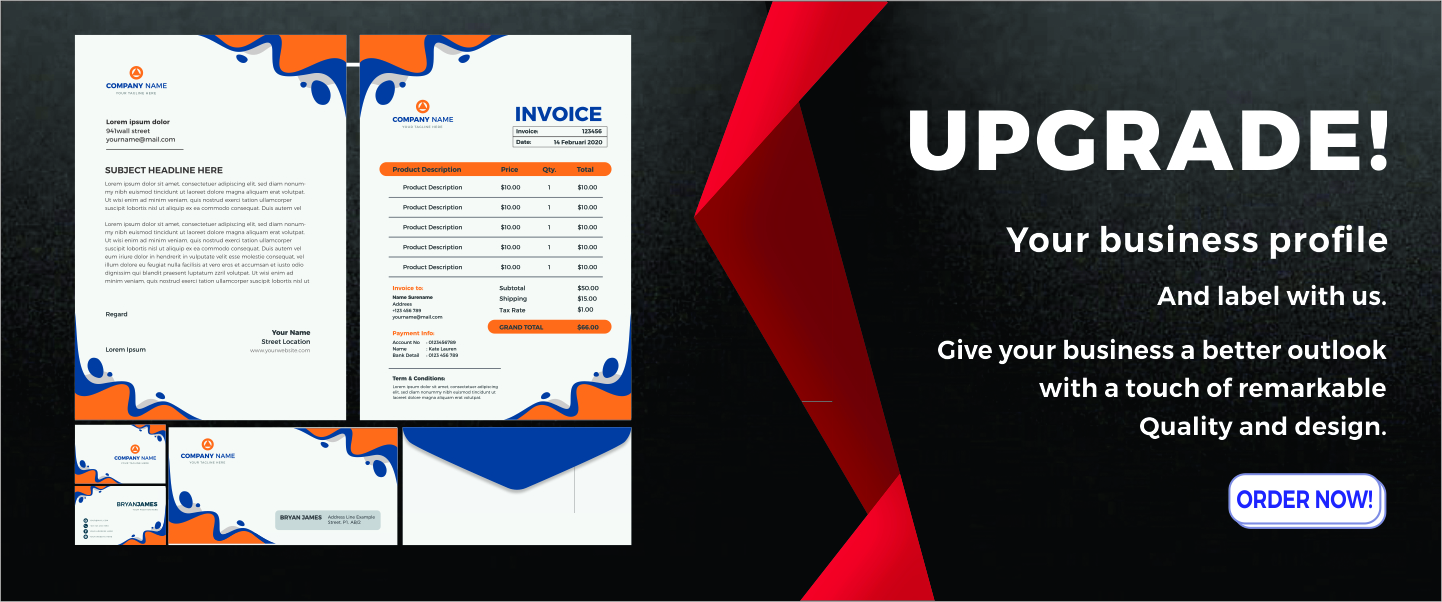 COMPANY NAME
YOUR TAGLINE HERE
Lorem ipsum dolor
941wall street
yourname@mail.com
SUBJECT HEADLINE HERE
Lorem ipsum dolor sit amet, consectetuer adipiscing elit, sed diam nonum-
my nibh euismod tincidunt ut laoreet dolore magna aliquam erat volutpat.
Ut wisi enim ad minim veniam, quis nostrud exerci tation ullamcorper
suscipit lobortis nisl ut aliquip ex ea commodo consequat. Duis autem vel
Lorem ipsum dolor sit amet, consectetuer adipiscing elit, sed diam nonum-
my nibh euismod tincidunt ut laoreet dolore magna aliquam erat volutpat.
Ut wisi enim ad minim veniam, quis nostrud exerci tation ullamcorper
suscipit lobortis nisl ut aliquip ex ea commodo consequat. Duis autem vel
eum iriure dolor in hendrerit in vulputate velit esse molestie consequat, vel
illum dolore eu feugiat nulla facilisis at vero eros et accumsan et iusto odio
dignissim qui blandit praesent luptatum zzril volutpat. Ut wisi enim ad
minim veniam, quis nostrud exerci tation ullamcorper suscipit lobortis nisl ut
Regard
Lorem Ipsum
Your Name
Street Location
www.yourwebsite.com
COMPANY NAME
YOUR TAGLINE HERE
INVOICE
Invoice: 123456
Date: 14 Februari 2020
Product Description Price Qty. Total
Product Description $10.00 1 $10.00
Product Description $10.00 1 $10.00
Product Description $10.00 1 $10.00
Product Description $10.00 1 $10.00
Product Description $10.00 1 $10.00
Invoice to:
Name Surename
Addrees
+123 456 789
yourname@mail.com
Subtotal $50.00
Shipping $15.00
Tax Rate $1.00
GRAND TOTAL $66.00
Payment Info:
Account No : 0123456789
Name : Kate Leuren
Bank Detail : 0123 456 789
Term & Conditions:
Lorem ipsum dolor sit amet, consectetuer adipiscing
elit, sed diam nonummy nibh euismod tincidunt ut
laoreet dolore magna aliquam erat volutpat.
COMPANY NAME
BRYANJAMES
COMPANY NAME
YOUR TAGLINE HERE
BRYAN JAMES
Address Line Example
Street. P1. AB/2
UPGRADE!
Your business profile
And label with us.
Give your business a better outlook
with a touch of remarkable
Quality and design.
ORDER NOW!